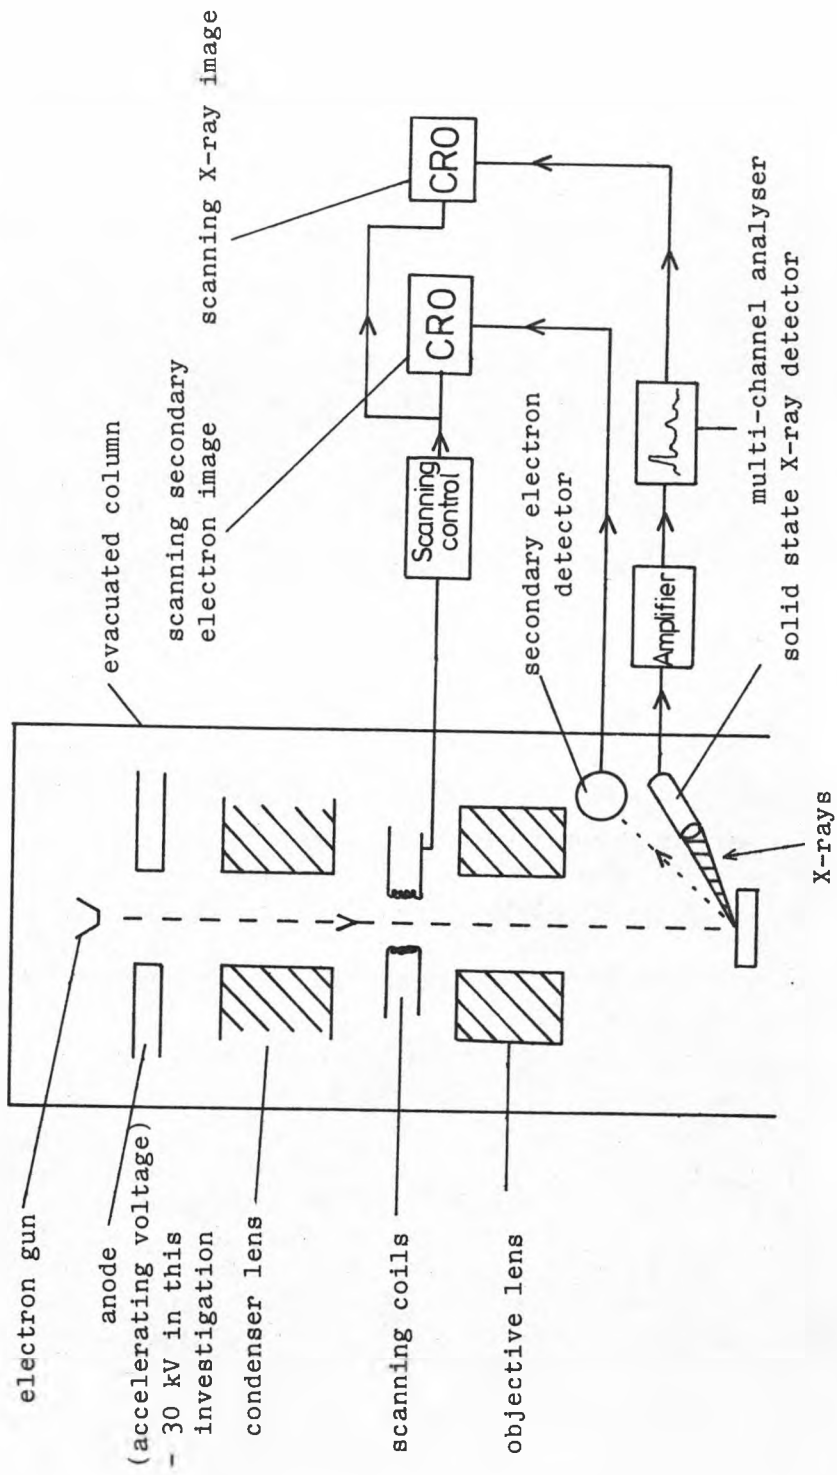 electron gun
anode
(accelerating voltage)
- 30 kV in this
investigation
condenser lens
scanning coils
objective lens
evacuated column
scanning secondary
electron image
scanning X-ray image
Scanning
control
CRO
CRO
secondary electron
detector
Amplifier
multi-channel analyser
solid state X-ray detector
X-rays